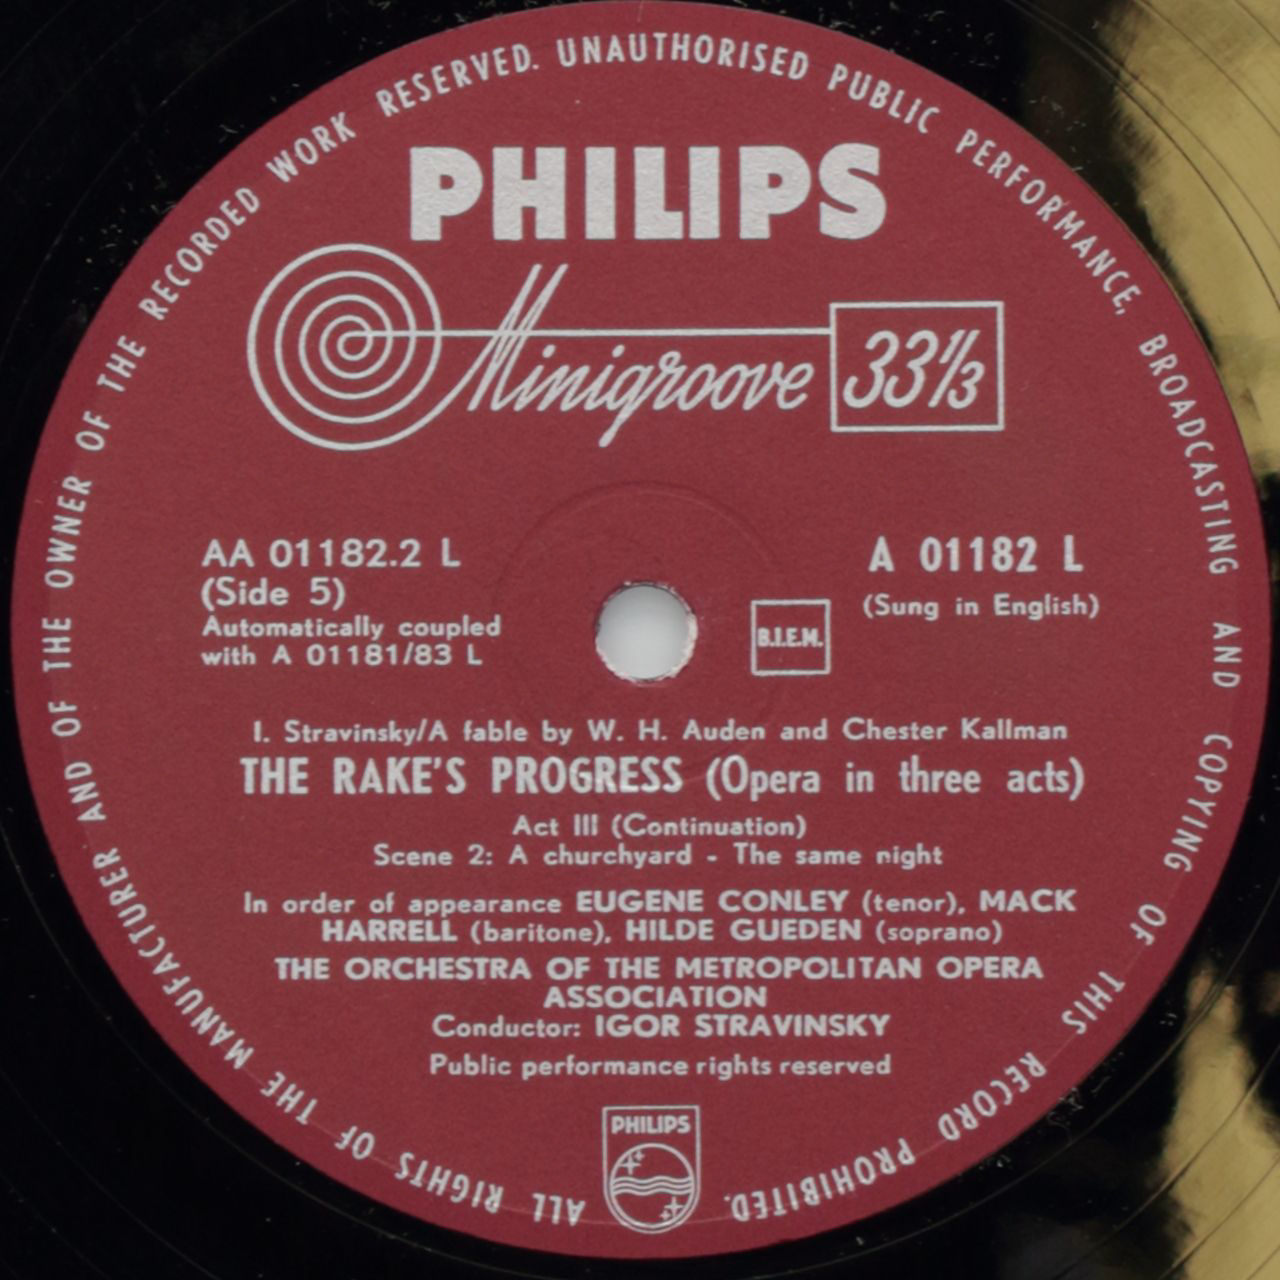 ALL RIGHTS OF THE MANUFACTURER AND OF THE OWNER OF THE RECORDED WORK RESERVED. UNAUTHORISED PUBLIC PERFORMANCE, BROADCASTING AND COPYING OF THIS RECORD PROHIBITED.
PHILIPS
Minigroove 33⅓
AA 01182.2 L
(Side 5)
Automatically coupled
with A 01181/83 L
B.I.E.M.
A 01182 L
(Sung in English)
I. Stravinsky/A fable by W. H. Auden and Chester Kallman
THE RAKE'S PROGRESS (Opera in three acts)
Act III (Continuation)
Scene 2: A churchyard - The same night
In order of appearance EUGENE CONLEY (tenor), MACK
HARRELL (baritone), HILDE GUEDEN (soprano)
THE ORCHESTRA OF THE METROPOLITAN OPERA
ASSOCIATION
Conductor: IGOR STRAVINSKY
Public performance rights reserved
PHILIPS